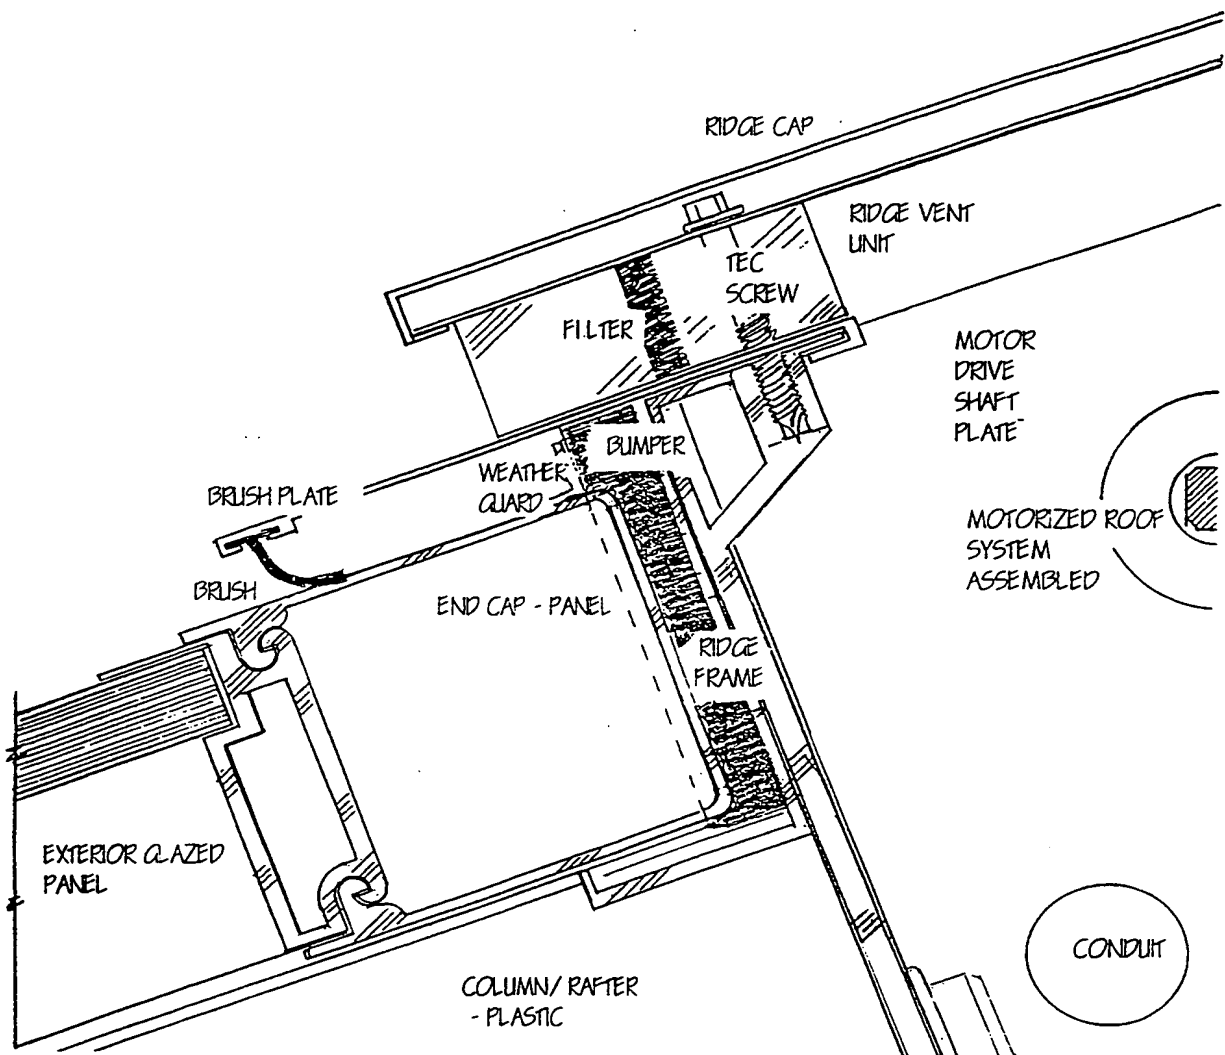 RIDGE CAP
RIDGE VENT
UNIT
TEC
SCREW
FILTER
MOTOR
DRIVE
SHAFT
PLATE
BUMPER
WEATHER
GUARD
BRUSH PLATE
MOTORIZED ROOF
SYSTEM
ASSEMBLED
BRUSH
END CAP - PANEL
RIDGE
FRAME
EXTERIOR GLAZED
PANEL
CONDUIT
COLUMN/ RAFTER
- PLASTIC